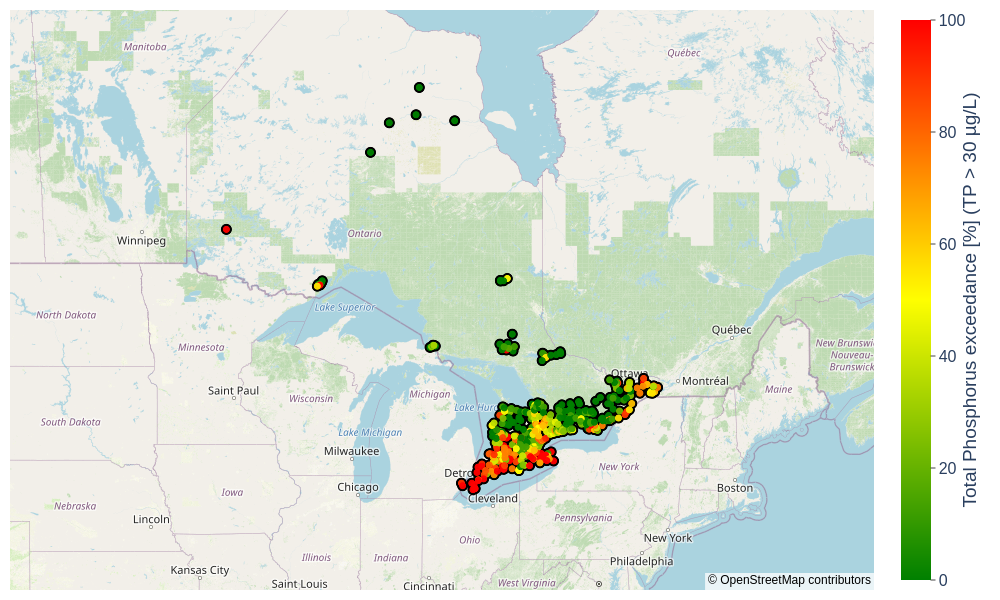 Manitoba
Québec
Winnipeg
Ontario
Lake Superior
North Dakota
Minnesota
Québec
New Brunswi
Nouveau-
Brunswick
Ottawa
Montréal
Saint Paul
Wisconsin
Michigan
Maine
Lake Huro
South Dakota
Lake Michigan
Milwaukee
New York
Detro
Chicago
Cleveland
Boston
Iowa
Nebraska
Lincoln
Pennsylvania
New York
Ohio
Illinois
Indiana
Philadelphia
Kansas City
Saint Louis
Cincinnati
West Virginia
© OpenStreetMap contributors
100
80
60
40
20
0
Total Phosphorus exceedance [%] (TP > 30 µg/L)